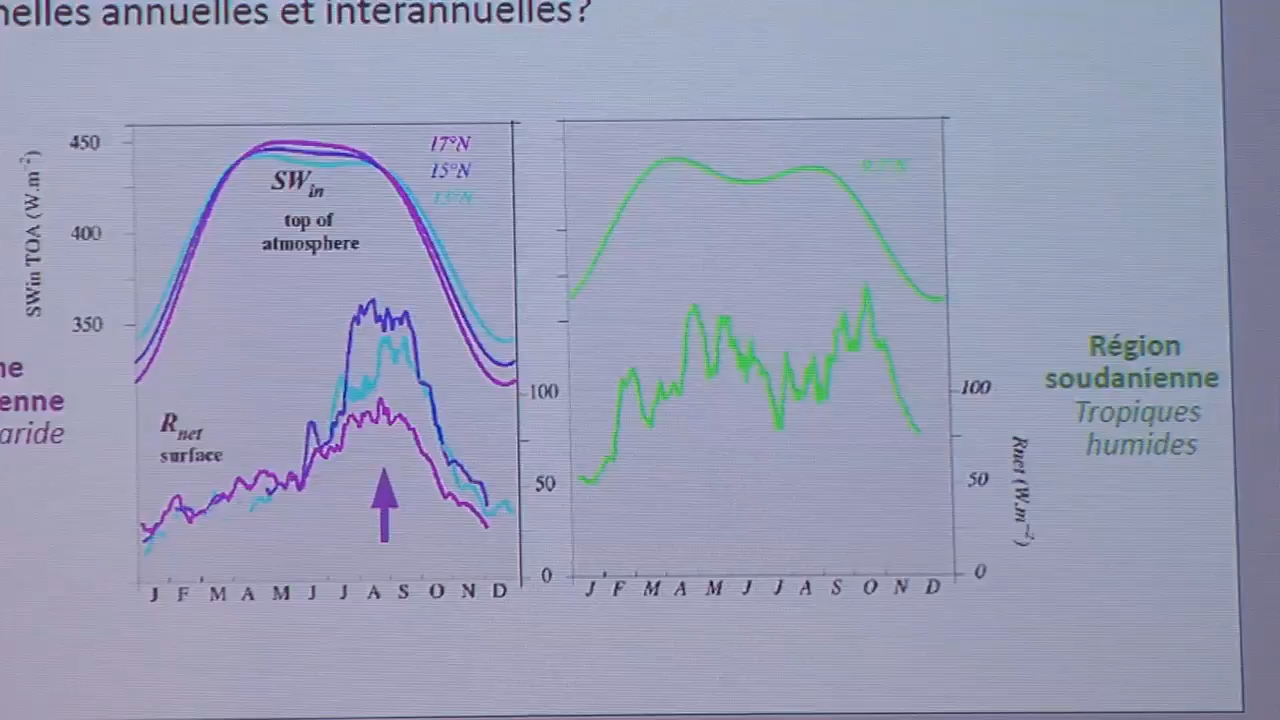 nelles annuelles et interannuelles?
450
400
350
SWin TOA (W.m⁻²)
17°N
15°N
13°N
SWin
top of
atmosphere
Rnet
surface
100
50
0
J F M A M J J A S O N D
ne
enne
aride
100
50
0
Rnet (W.m⁻²)
J F M A M J J A S O N D
Région
soudanienne
Tropiques
humides